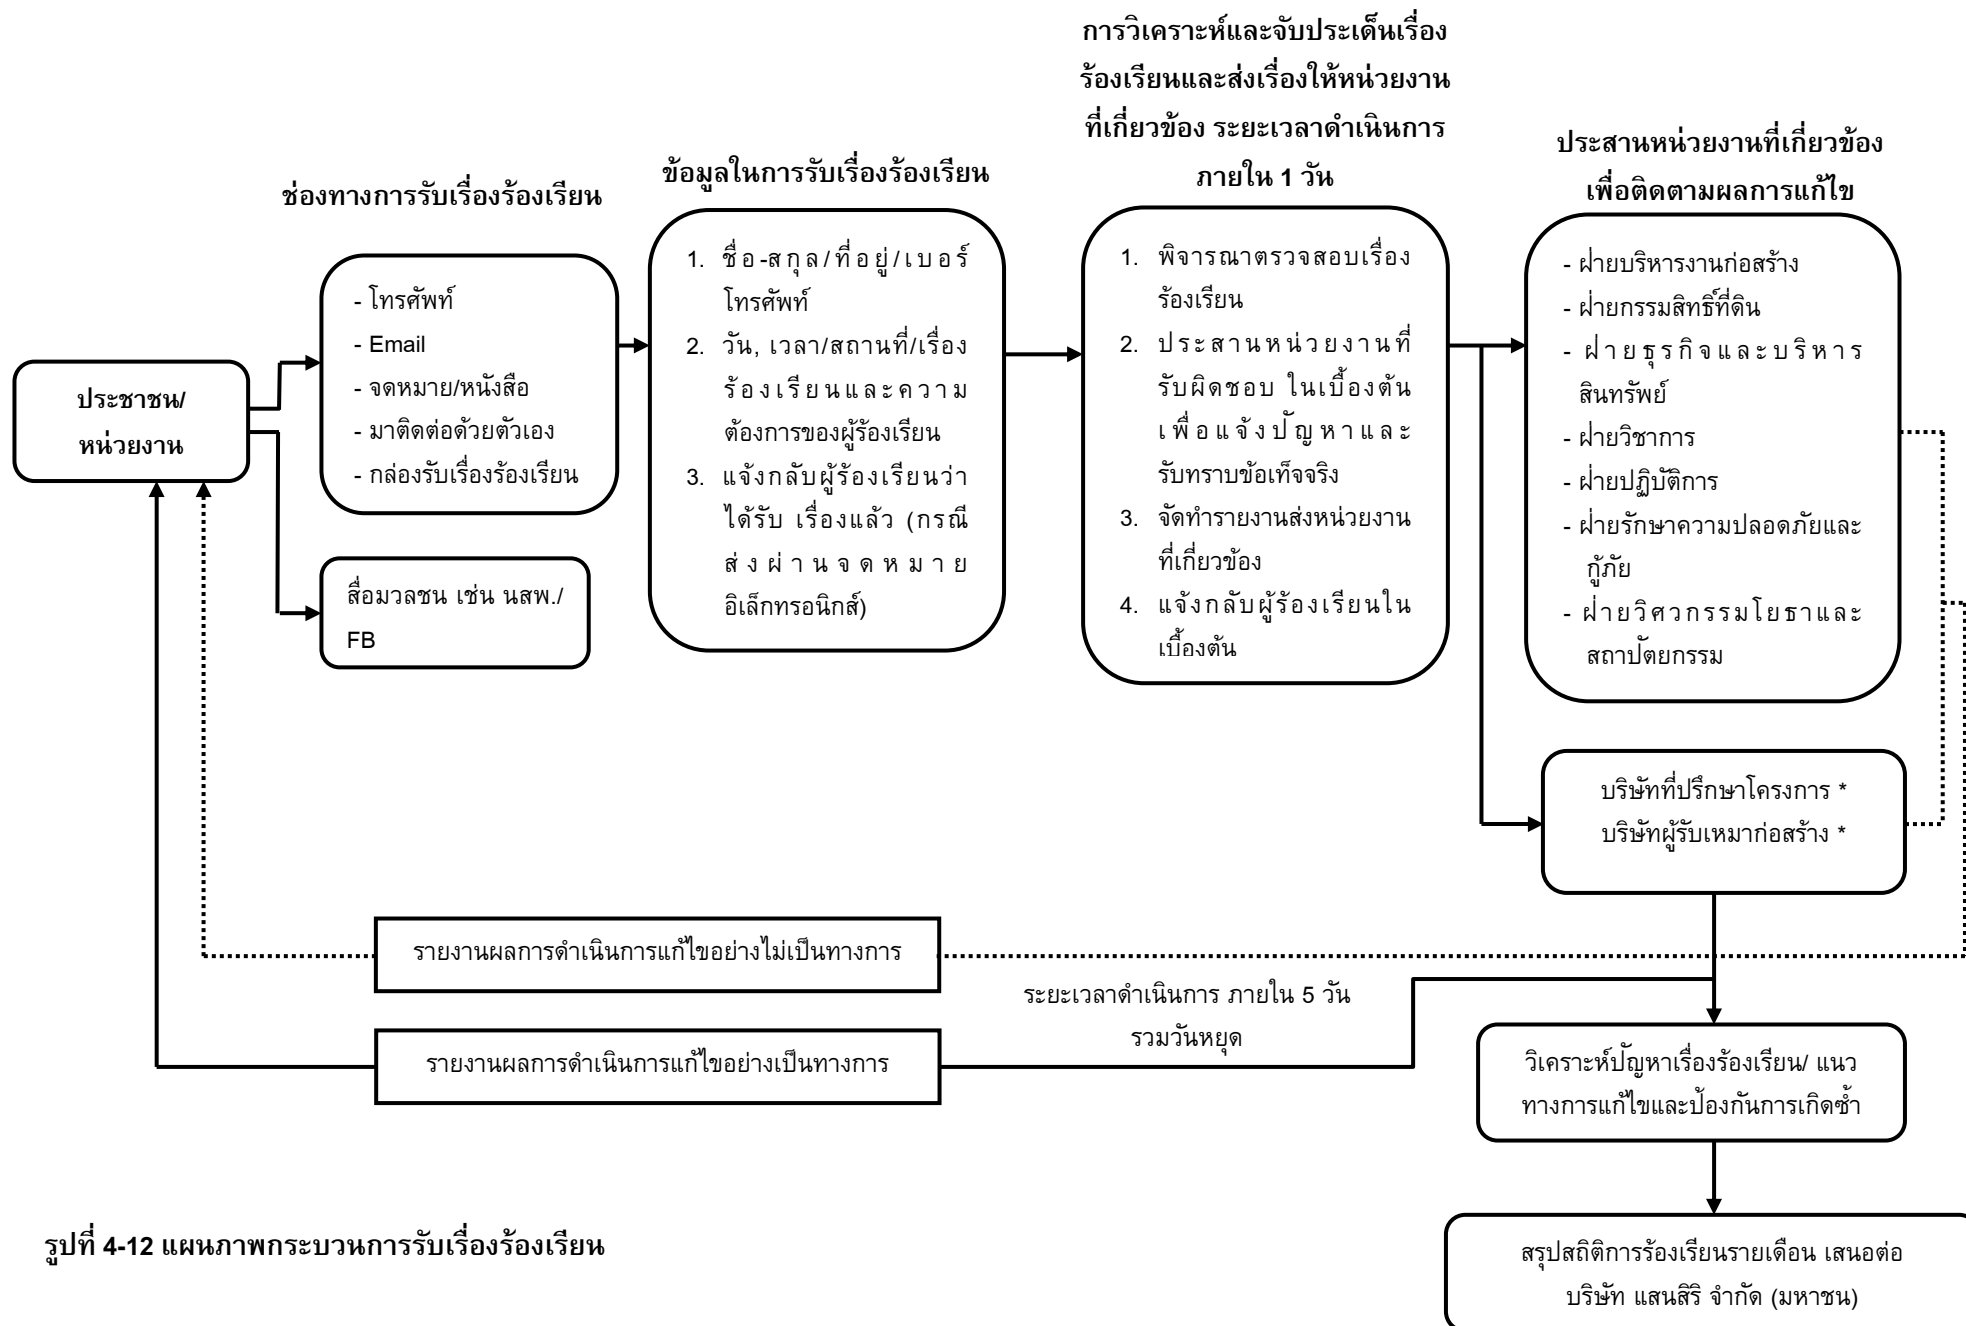 การวิเคราะห์และจับประเด็นเรื่อง
ร้องเรียนและส่งเรื่องให้หน่วยงาน
ที่เกี่ยวข้อง ระยะเวลาดำเนินการ
ภายใน 1 วัน
ประสานหน่วยงานที่เกี่ยวข้อง
เพื่อติดตามผลการแก้ไข
ข้อมูลในการรับเรื่องร้องเรียน
ช่องทางการรับเรื่องร้องเรียน
ประชาชน/
หน่วยงาน
- โทรศัพท์
- Email
- จดหมาย/หนังสือ
- มาติดต่อด้วยตัวเอง
- กล่องรับเรื่องร้องเรียน
สื่อมวลชน เช่น นสพ./
FB
1. ชื่อ-สกุล/ที่อยู่/เบอร์
โทรศัพท์
2. วัน, เวลา/สถานที่/เรื่อง
ร้องเรียนและความ
ต้องการของผู้ร้องเรียน
3. แจ้งกลับผู้ร้องเรียนว่า
ได้รับ เรื่องแล้ว (กรณี
ส่งผ่านจดหมาย
อิเล็กทรอนิกส์)
1. พิจารณาตรวจสอบเรื่อง
ร้องเรียน
2. ประสานหน่วยงานที่
รับผิดชอบ ในเบื้องต้น
เพื่อแจ้งปัญหาและ
รับทราบข้อเท็จจริง
3. จัดทำรายงานส่งหน่วยงาน
ที่เกี่ยวข้อง
4. แจ้งกลับผู้ร้องเรียนใน
เบื้องต้น
- ฝ่ายบริหารงานก่อสร้าง
- ฝ่ายกรรมสิทธิ์ที่ดิน
- ฝ่ายธุรกิจและบริหาร
สินทรัพย์
- ฝ่ายวิชาการ
- ฝ่ายปฏิบัติการ
- ฝ่ายรักษาความปลอดภัยและ
กู้ภัย
- ฝ่ายวิศวกรรมโยธาและ
สถาปัตยกรรม
บริษัทที่ปรึกษาโครงการ *
บริษัทผู้รับเหมาก่อสร้าง *
รายงานผลการดำเนินการแก้ไขอย่างไม่เป็นทางการ
ระยะเวลาดำเนินการ ภายใน 5 วัน
รวมวันหยุด
รายงานผลการดำเนินการแก้ไขอย่างเป็นทางการ
วิเคราะห์ปัญหาเรื่องร้องเรียน/ แนว
ทางการแก้ไขและป้องกันการเกิดซ้ำ
สรุปสถิติการร้องเรียนรายเดือน เสนอต่อ
บริษัท แสนสิริ จำกัด (มหาชน)
รูปที่ 4-12 แผนภาพกระบวนการรับเรื่องร้องเรียน